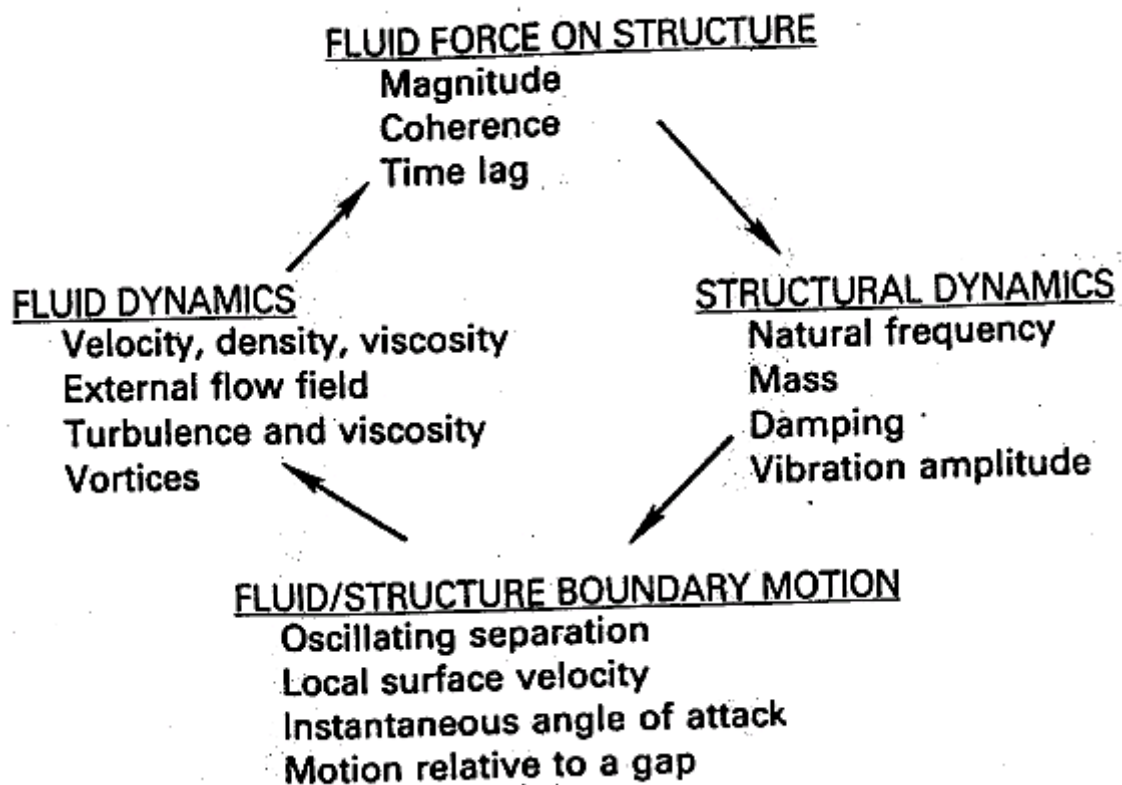 FLUID FORCE ON STRUCTURE
Magnitude
Coherence
Time lag
FLUID DYNAMICS
Velocity, density, viscosity
External flow field
Turbulence and viscosity
Vortices
STRUCTURAL DYNAMICS
Natural frequency
Mass
Damping
Vibration amplitude
FLUID/STRUCTURE BOUNDARY MOTION
Oscillating separation
Local surface velocity
Instantaneous angle of attack
Motion relative to a gap